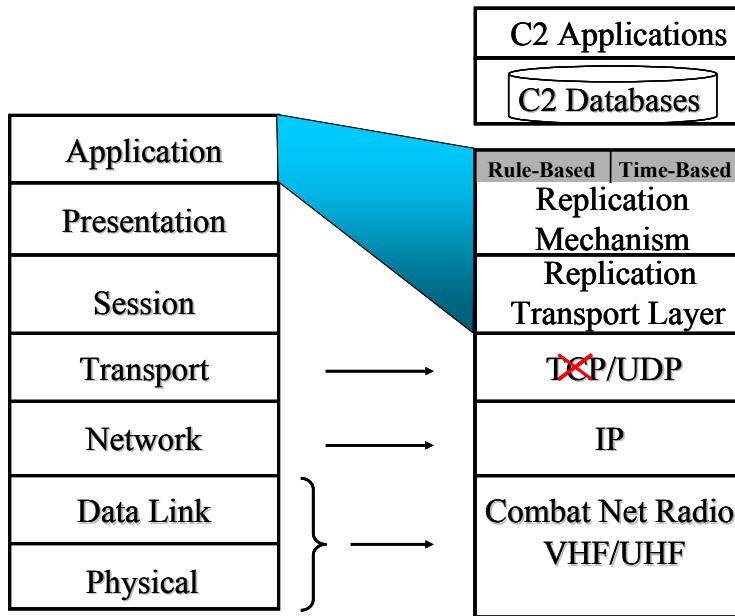 C2 Applications
C2 Databases
Application
Presentation
Session
Transport
Network
Data Link
Physical
Rule-Based
Time-Based
Replication
Mechanism
Replication
Transport Layer
TCP/UDP
IP
Combat Net Radio
VHF/UHF